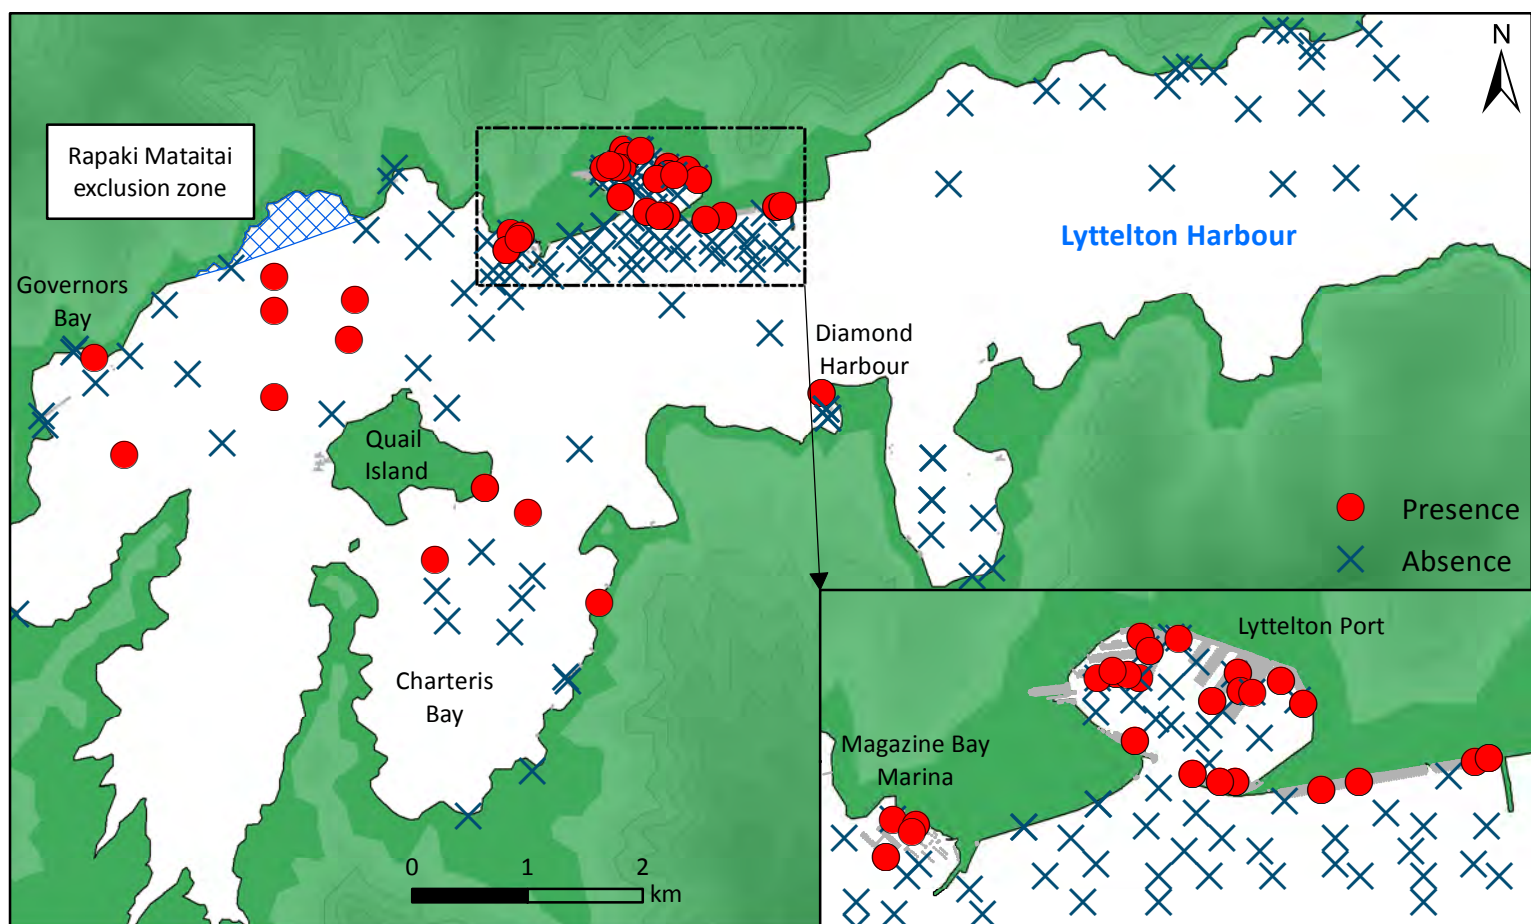 N
Rapaki Mataitai
exclusion zone
Lyttelton Harbour
Governors
Bay
Diamond
Harbour
Quail
Island
Presence
Absence
Charteris
Bay
Lyttelton Port
Magazine Bay
Marina
0 1 2
km